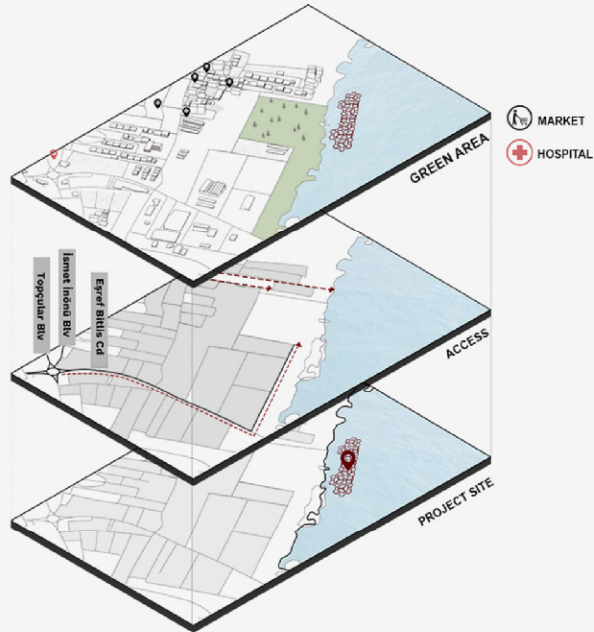 MARKET
HOSPITAL
GREEN AREA
Topçular Blv
İsmet İnönü Blv
Eşref Bitlis Cd
ACCESS
PROJECT SITE